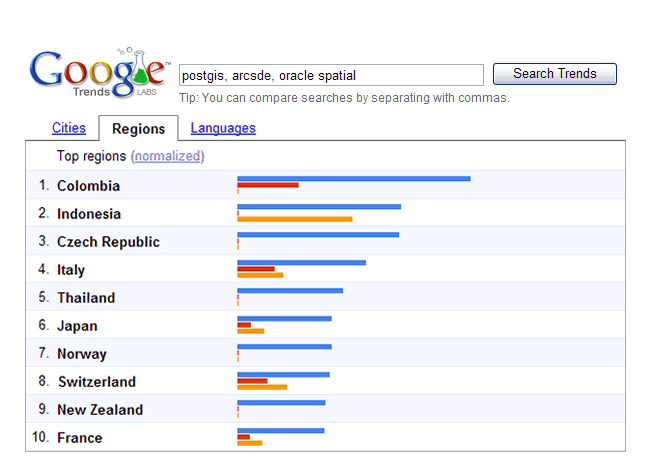 Google™
Trends LABS
postgis, arcsde, oracle spatial
Search Trends
Tip: You can compare searches by separating with commas.
Cities Regions Languages
Top regions (normalized)
1. Colombia
2. Indonesia
3. Czech Republic
4. Italy
5. Thailand
6. Japan
7. Norway
8. Switzerland
9. New Zealand
10. France